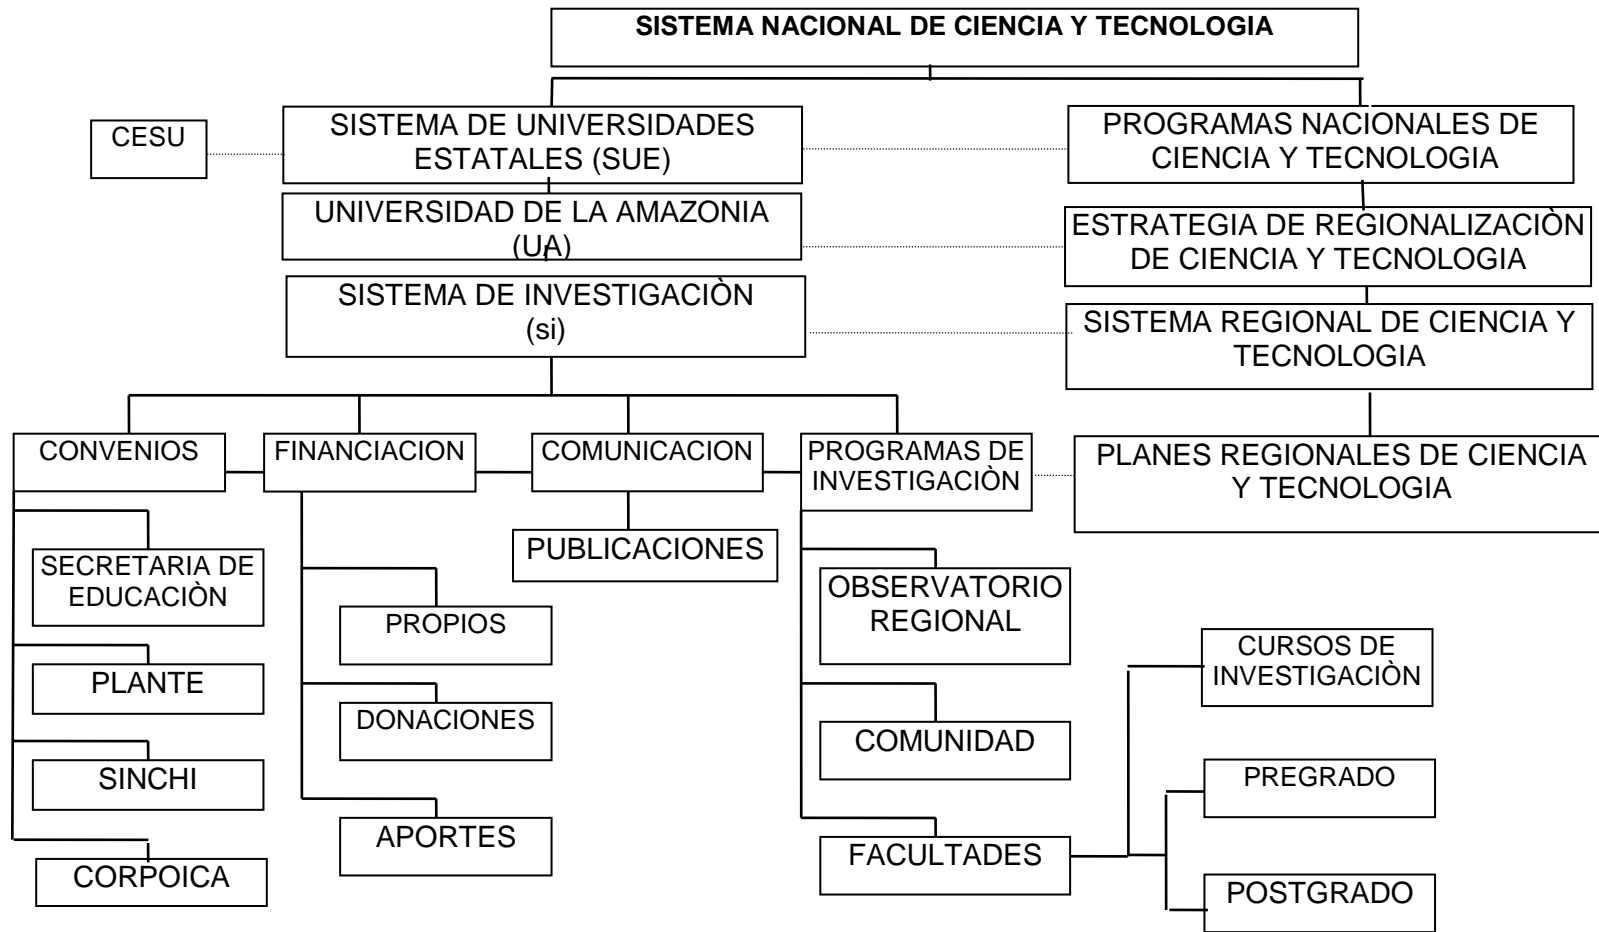 SISTEMA NACIONAL DE CIENCIA Y TECNOLOGIA
CESU
SISTEMA DE UNIVERSIDADES
ESTATALES (SUE)
PROGRAMAS NACIONALES DE
CIENCIA Y TECNOLOGIA
UNIVERSIDAD DE LA AMAZONIA
(UA)
ESTRATEGIA DE REGIONALIZACIÒN
DE CIENCIA Y TECNOLOGIA
SISTEMA DE INVESTIGACIÒN
(si)
SISTEMA REGIONAL DE CIENCIA Y
TECNOLOGIA
CONVENIOS
FINANCIACION
COMUNICACION
PROGRAMAS DE
INVESTIGACIÒN
PLANES REGIONALES DE CIENCIA
Y TECNOLOGIA
SECRETARIA DE
EDUCACIÒN
PLANTE
SINCHI
CORPOICA
PROPIOS
DONACIONES
APORTES
PUBLICACIONES
OBSERVATORIO
REGIONAL
COMUNIDAD
FACULTADES
CURSOS DE
INVESTIGACIÒN
PREGRADO
POSTGRADO